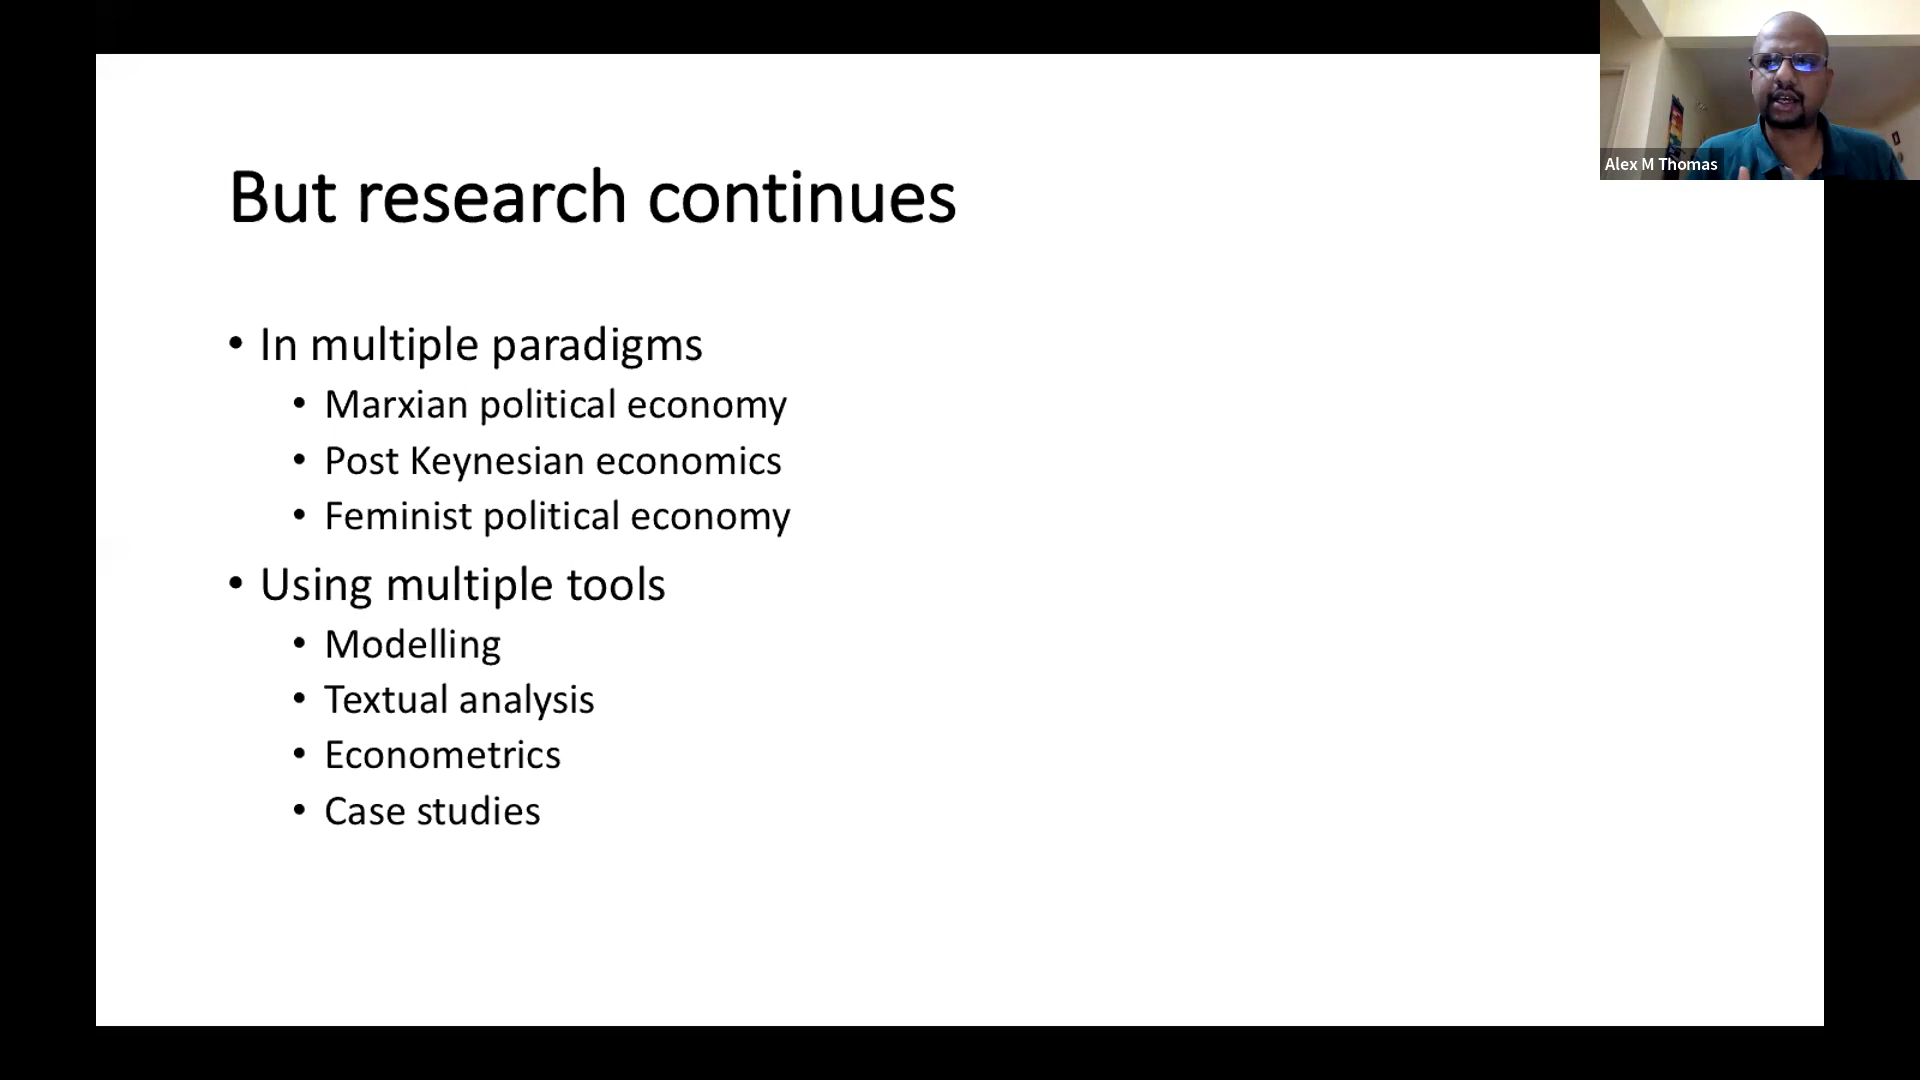 But research continues
• In multiple paradigms
• Marxian political economy
• Post Keynesian economics
• Feminist political economy
• Using multiple tools
• Modelling
• Textual analysis
• Econometrics
• Case studies
Alex M Thomas